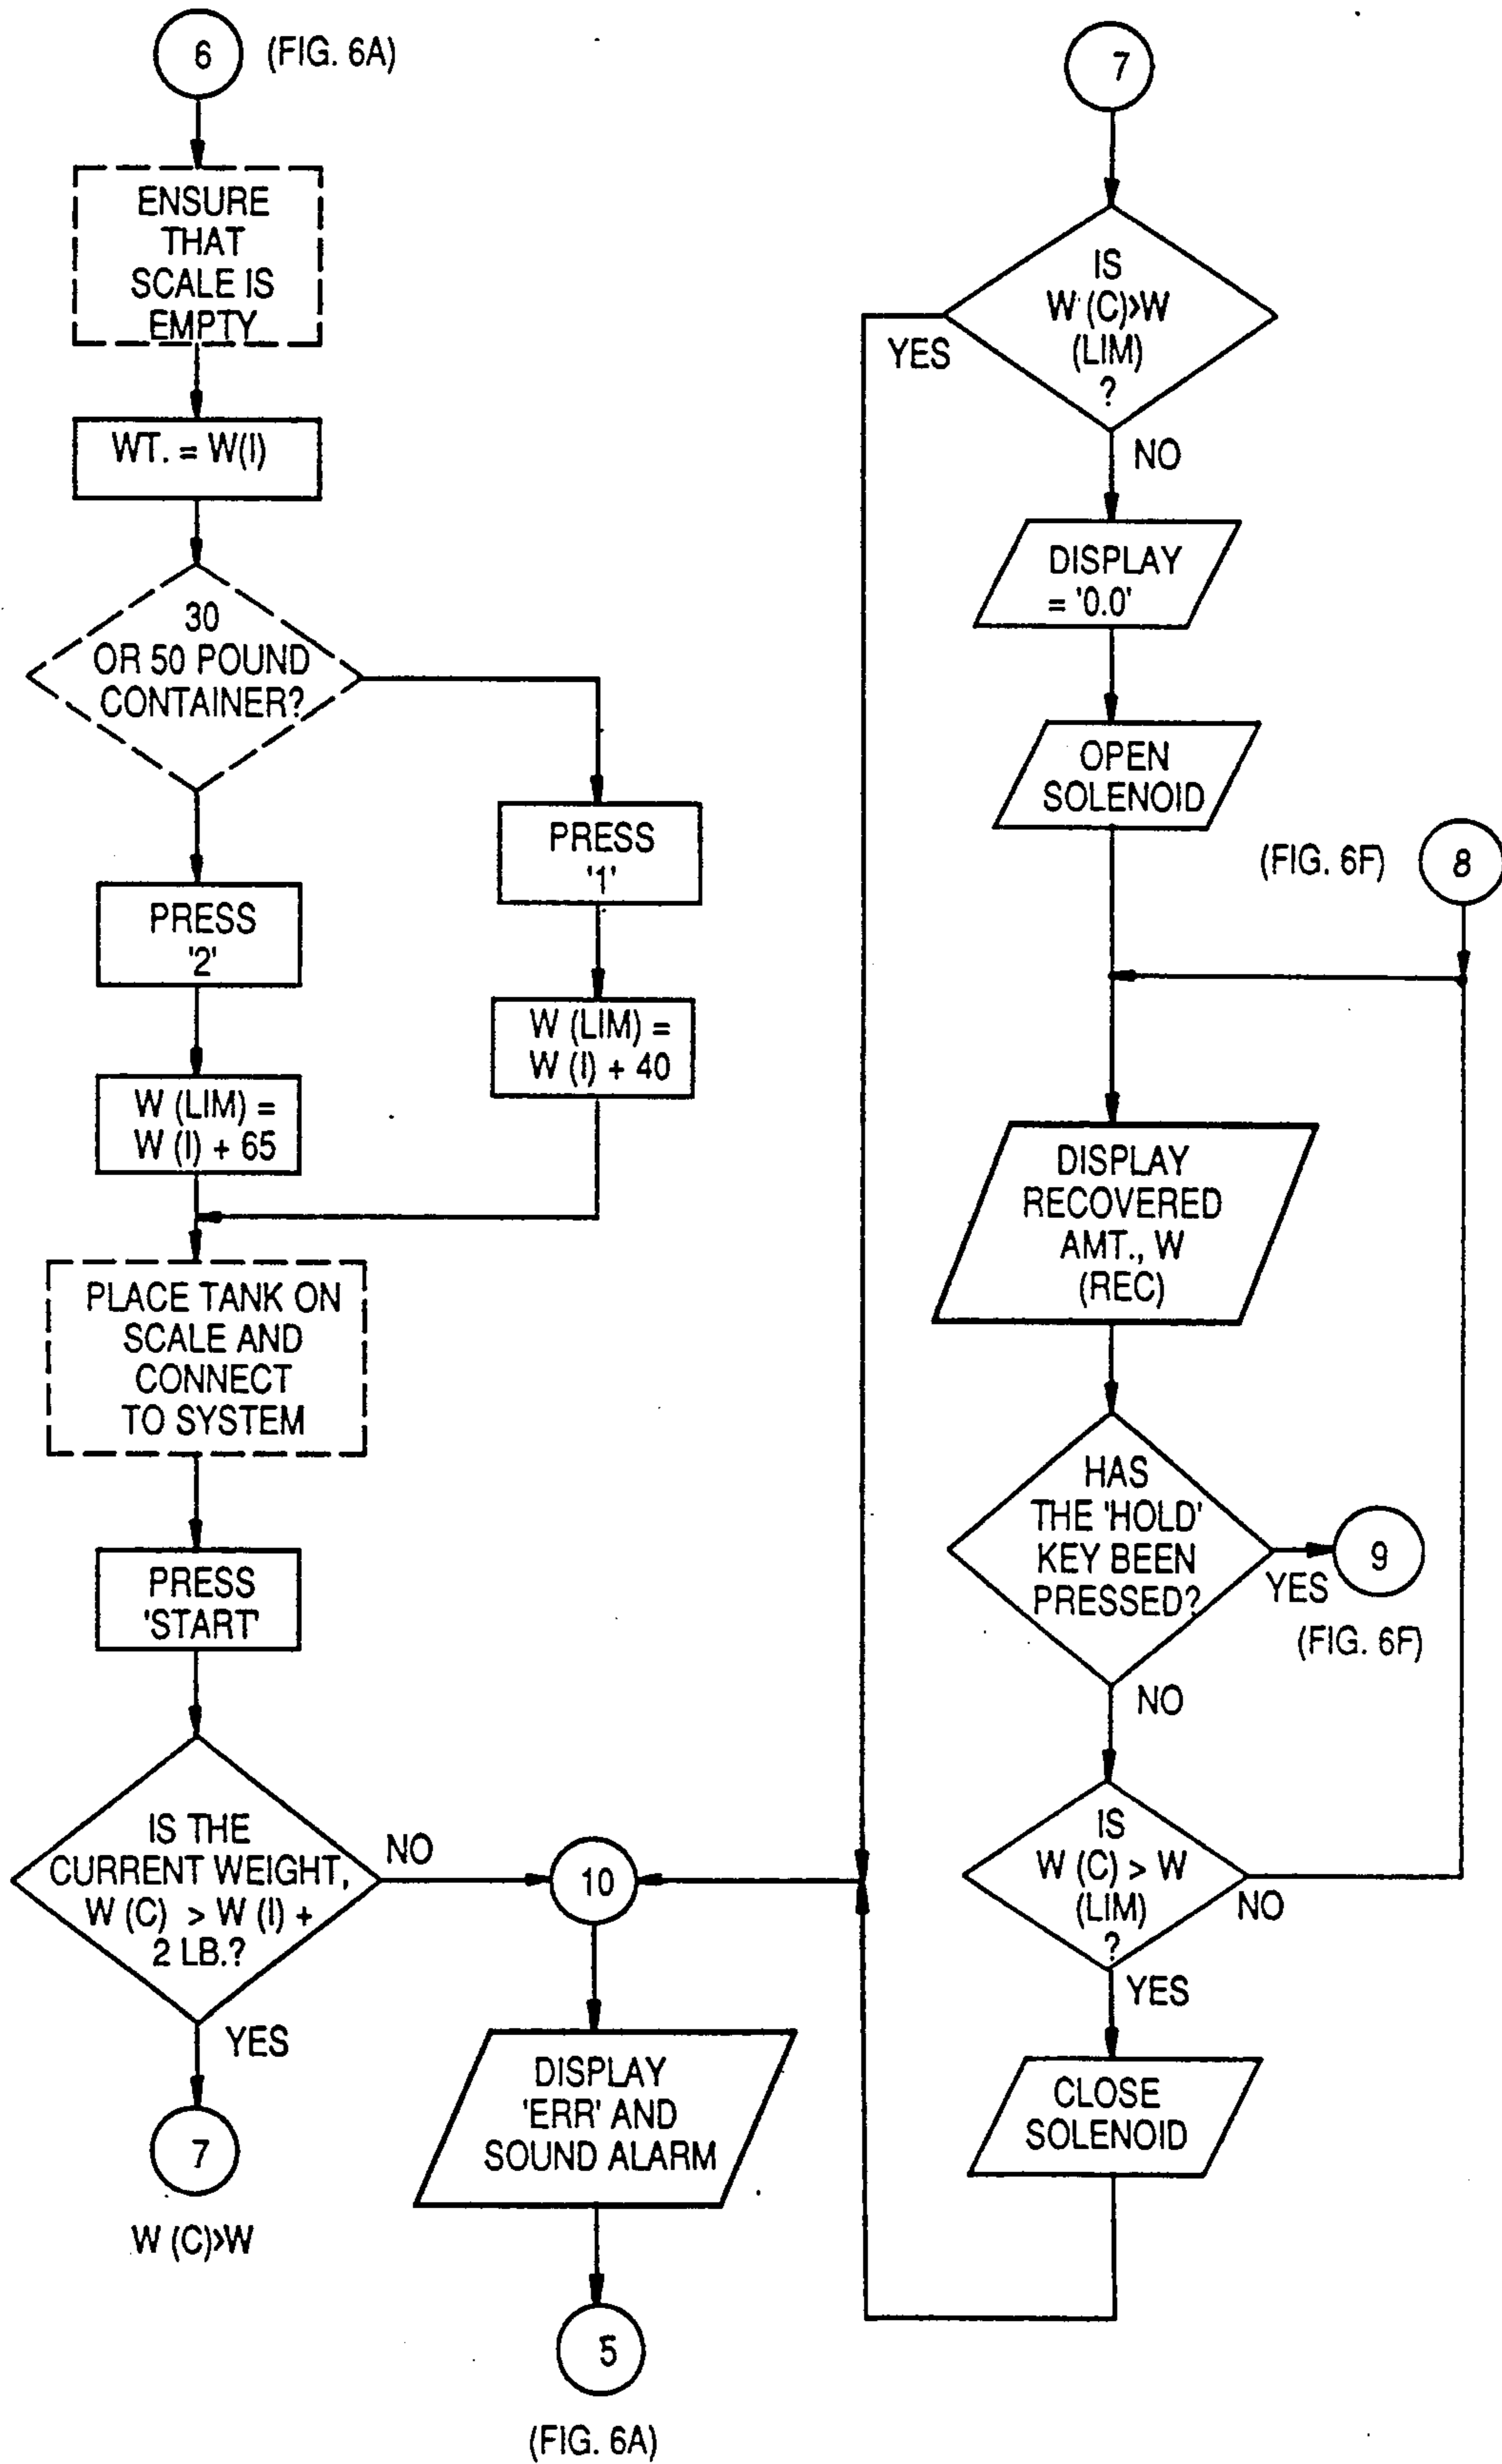 6 (FIG. 6A)
ENSURE
THAT
SCALE IS
EMPTY
WT. = W(I)
30
OR 50 POUND
CONTAINER?
PRESS
'2'
W (LIM) =
W (I) + 65
PRESS
'1'
W (LIM) =
W (I) + 40
PLACE TANK ON
SCALE AND
CONNECT
TO SYSTEM
PRESS
'START'
IS THE
CURRENT WEIGHT,
W (C) > W (I) +
2 LB.?
NO
YES
7
W (C)>W
10
DISPLAY
'ERR' AND
SOUND ALARM
5
(FIG. 6A)
7
IS
W (C)>W
(LIM)
?
YES
NO
DISPLAY
= '0.0'
OPEN
SOLENOID
(FIG. 6F) 8
DISPLAY
RECOVERED
AMT., W
(REC)
HAS
THE 'HOLD'
KEY BEEN
PRESSED?
YES
9
(FIG. 6F)
NO
IS
W (C) > W
(LIM)
?
NO
YES
CLOSE
SOLENOID